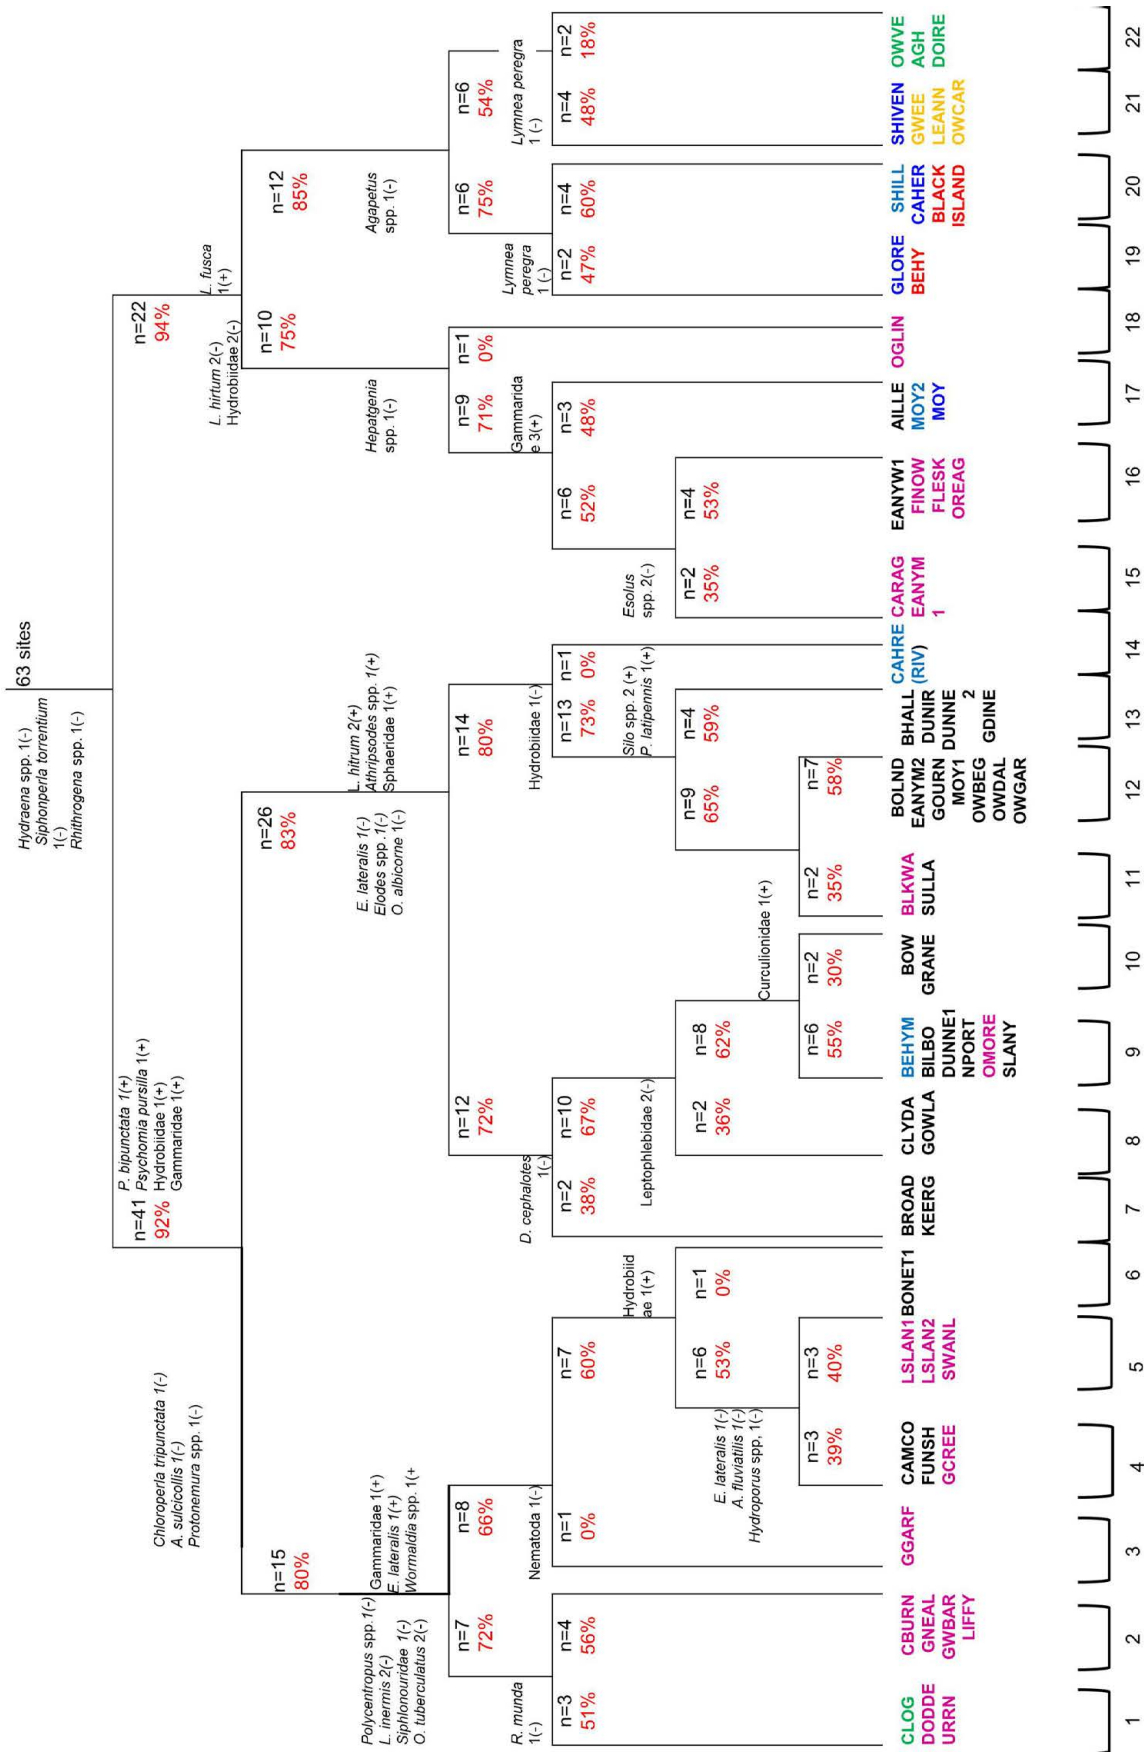 63 sites
Hydraena spp. 1(-)
Siphonperla torrentium
1(-)
Rhithrogena spp. 1(-)
n=41
92%
P. bipunctata 1(+)
Psychomia pursilla 1(+)
Hydrobiidae 1(+)
Gammaridae 1(+)
n=22
94%
Chloroperla tripunctata 1(-)
A. sulcicollis 1(-)
Protonemura spp. 1(-)
L. hirtum 2(-)
Hydrobiidae 2(-)
L. fusca
1(+)
n=15
80%
n=26
83%
n=10
75%
n=12
85%
Polycentropus spp.1(-)
L. inermis 2(-)
Siphlonouridae 1(-)
O. tuberculatus 2(-)
Gammaridae 1(+)
E. lateralis 1(+)
Wormaldia spp. 1(+
E. lateralis 1(-)
Elodes spp.1(-)
O. albicorne 1(-)
L. hitrum 2(+)
Athripsodes spp. 1(+)
Sphaeridae 1(+)
Hepatgenia
spp. 1(-)
Agapetus
spp. 1(-)
n=7
72%
n=8
66%
n=12
72%
n=14
80%
n=9
71%
n=1
0%
n=6
75%
n=6
54%
R. munda
1(-)
Nematoda 1(-)
D. cephalotes
1(-)
Hydrobiidae 1(-)
Gammarida
e 3(+)
Lymnea
peregra
1 (-)
Lymnea peregra
1 (-)
n=3
51%
n=4
56%
n=1
0%
n=7
60%
n=2
38%
n=10
67%
n=13
73%
n=1
0%
n=6
52%
n=3
48%
n=2
47%
n=4
60%
n=4
48%
n=2
18%
Hydrobiid
ae 1(+)
Leptophlebidae 2(-)
Silo spp. 2 (+)
P. latipennis 1(+)
Esolus
spp. 2(-)
n=6
53%
n=1
0%
n=2
36%
n=8
62%
n=9
65%
n=4
59%
n=2
35%
n=4
53%
E. lateralis 1(-)
A. fluviatilis 1(-)
Hydroporus spp, 1(-)
Curculionidae 1(+)
n=3
39%
n=3
40%
n=6
55%
n=2
30%
n=2
35%
n=7
58%
CLOG
DODDE
URRN
CBURN
GNEAL
GWBAR
LIFFY
GGARF
CAMCO
FUNSH
GCREE
LSLAN1
LSLAN2
SWANL
BONET1
BROAD
KEERG
CLYDA
GOWLA
BEHYM
BILBO
DUNNE1
NPORT
OMORE
SLANY
BOW
GRANE
BLKWA
SULLA
BOLND
EANYM2
GOURN
MOY1
OWBEG
OWDAL
OWGAR
BHALL
DUNIR
DUNNE
2
GDINE
CAHRE
(RIV)
CARAG
EANYM
1
EANYW1
FINOW
FLESK
OREAG
AILLE
MOY2
MOY
OGLIN
GLORE
BEHY
SHILL
CAHER
BLACK
ISLAND
SHIVEN
GWEE
LEANN
OWCAR
OWVE
AGH
DOIRE
1
2
3
4
5
6
7
8
9
10
11
12
13
14
15
16
17
18
19
20
21
22